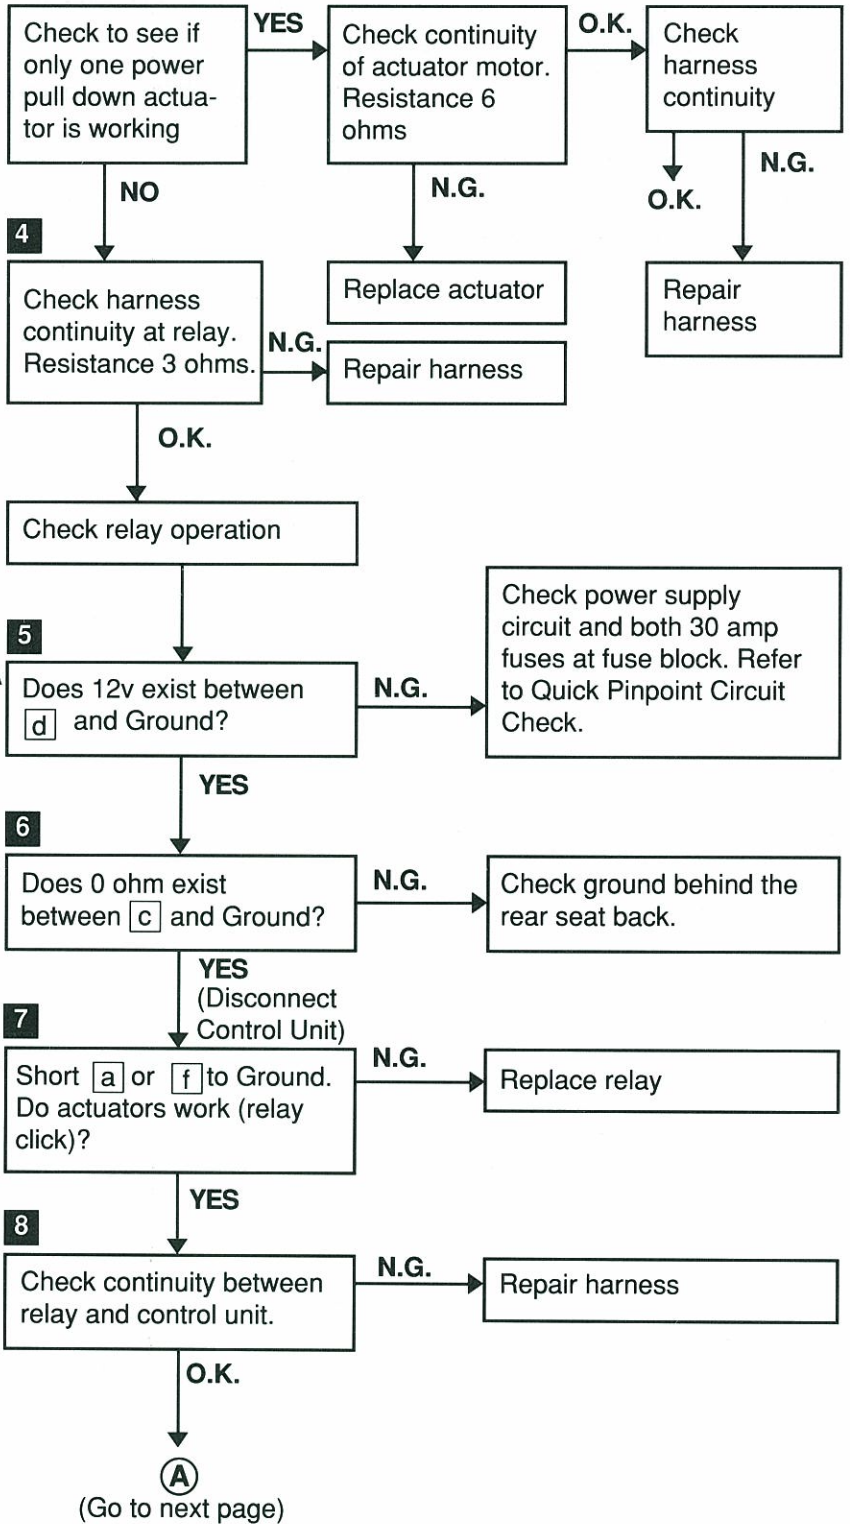 Check to see if
only one power
pull down actua-
tor is working
YES
Check continuity
of actuator motor.
Resistance 6
ohms
O.K.
Check
harness
continuity
NO
N.G.
O.K.
N.G.
4
Check harness
continuity at relay.
Resistance 3 ohms.
Replace actuator
Repair
harness
N.G.
Repair harness
O.K.
Check relay operation
5
Does 12v exist between
d and Ground?
N.G.
Check power supply
circuit and both 30 amp
fuses at fuse block. Refer
to Quick Pinpoint Circuit
Check.
YES
6
Does 0 ohm exist
between c and Ground?
N.G.
Check ground behind the
rear seat back.
YES
(Disconnect
Control Unit)
7
Short a or f to Ground.
Do actuators work (relay
click)?
N.G.
Replace relay
YES
8
Check continuity between
relay and control unit.
N.G.
Repair harness
O.K.
A
(Go to next page)